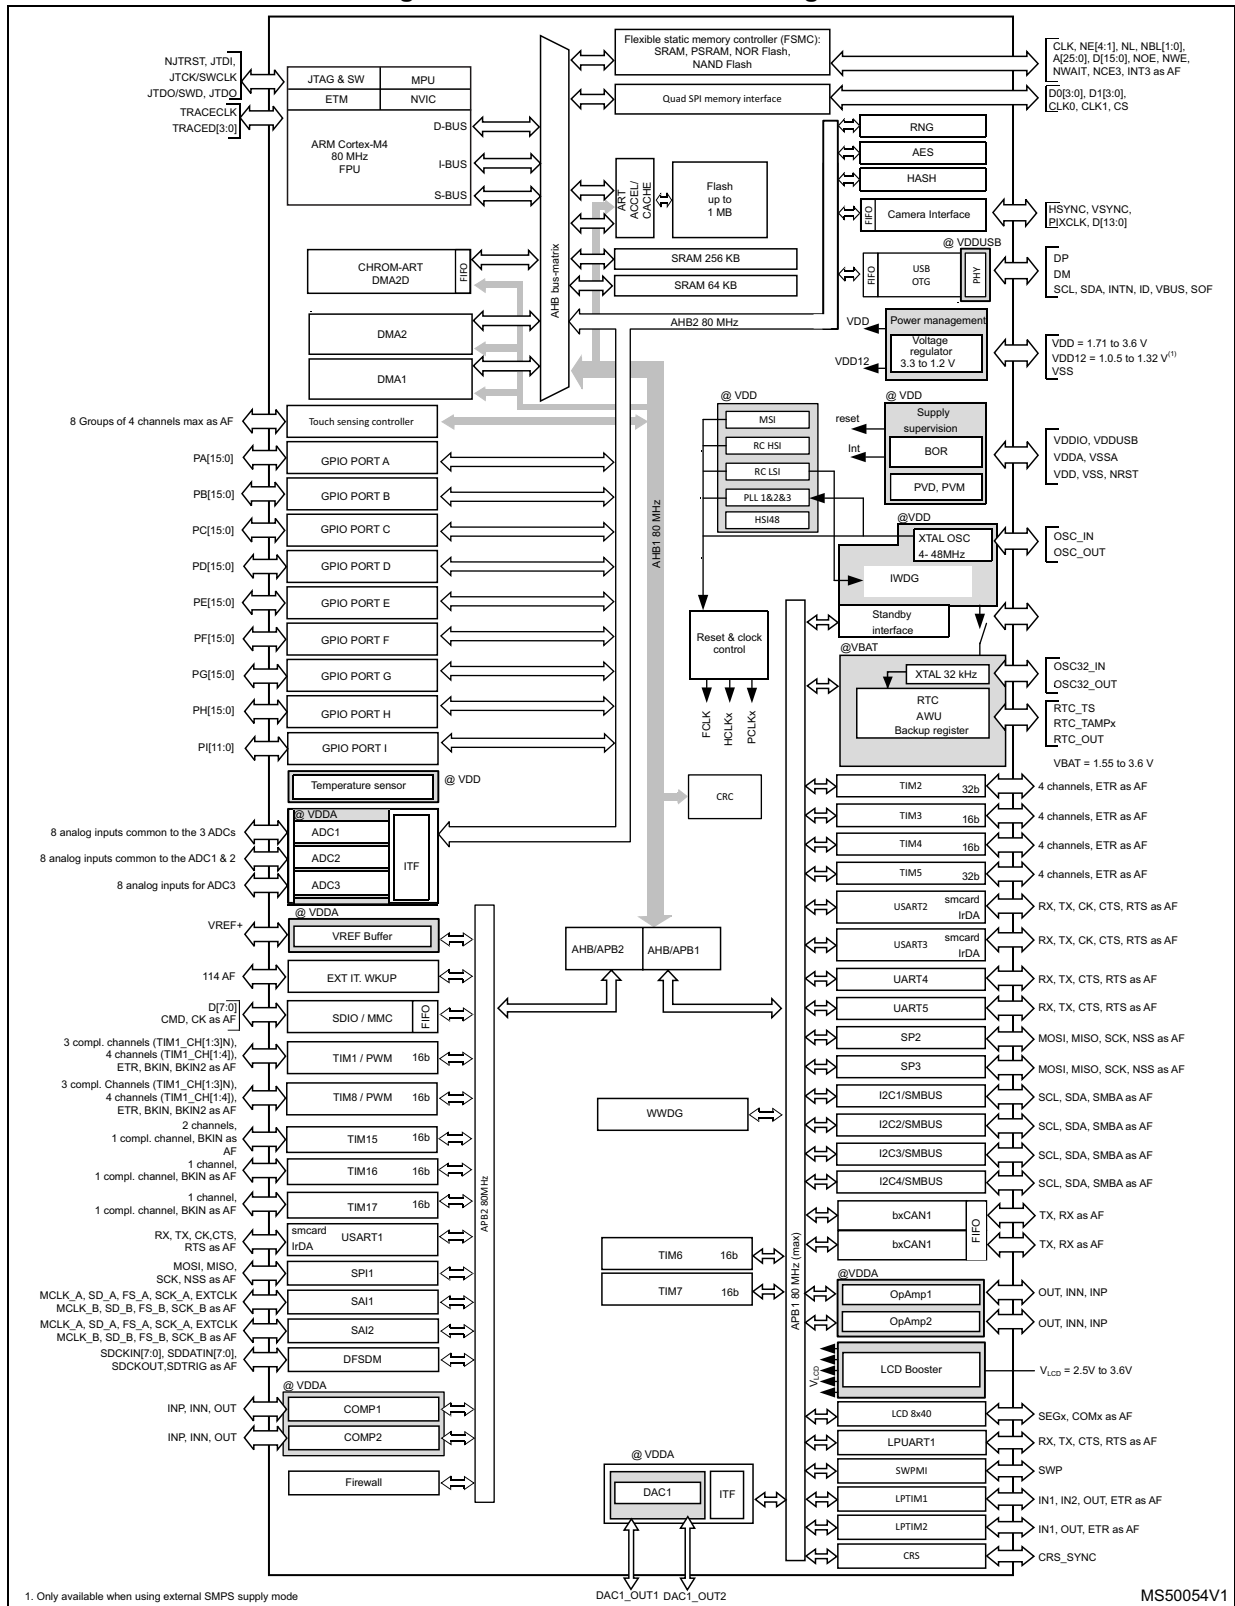 Flexible static memory controller (FSMC):
SRAM, PSRAM, NOR Flash,
NAND Flash
CLK, NE[4:1], NL, NBL[1:0],
A[25:0], D[15:0], NOE, NWE,
NWAIT, NCE3, INT3 as AF
NJTRST, JTDI,
JTCK/SWCLK
JTDO/SWD, JTDO
JTAG & SW
MPU
ETM
NVIC
Quad SPI memory interface
D0[3:0], D1[3:0],
CLK0, CLK1, CS
TRACECLK
TRACED[3:0]
ARM Cortex-M4
80 MHz
FPU
D-BUS
I-BUS
S-BUS
RNG
AES
HASH
ART
ACCEL/
CACHE
Flash
up to
1 MB
FIFO
Camera Interface
HSYNC, VSYNC,
PIXCLK, D[13:0]
@ VDDUSB
AHB bus-matrix
CHROM-ART
DMA2D
FIFO
SRAM 256 KB
SRAM 64 KB
FIFO
USB
OTG
PHY
DP
DM
SCL, SDA, INTN, ID, VBUS, SOF
DMA2
AHB2 80 MHz
VDD
Power management
Voltage
regulator
3.3 to 1.2 V
VDD12
VDD = 1.71 to 3.6 V
VDD12 = 1.0.5 to 1.32 V(1)
VSS
DMA1
8 Groups of 4 channels max as AF
Touch sensing controller
@ VDD
MSI
RC HSI
RC LSI
PLL 1&2&3
HSI48
@ VDD
reset
Int
Supply
supervision
BOR
PVD, PVM
VDDIO, VDDUSB
VDDA, VSSA
VDD, VSS, NRST
PA[15:0]
GPIO PORT A
PB[15:0]
GPIO PORT B
PC[15:0]
GPIO PORT C
PD[15:0]
GPIO PORT D
PE[15:0]
GPIO PORT E
PF[15:0]
GPIO PORT F
PG[15:0]
GPIO PORT G
PH[15:0]
GPIO PORT H
PI[11:0]
GPIO PORT I
AHB1 80 MHz
@VDD
XTAL OSC
4- 48MHz
IWDG
OSC_IN
OSC_OUT
Standby
interface
Reset & clock
control
FCLK
HCLKx
PCLKx
@VBAT
XTAL 32 kHz
RTC
AWU
Backup register
OSC32_IN
OSC32_OUT
RTC_TS
RTC_TAMPx
RTC_OUT
VBAT = 1.55 to 3.6 V
Temperature sensor
@ VDD
CRC
@ VDDA
8 analog inputs common to the 3 ADCs
ADC1
8 analog inputs common to the ADC1 & 2
ADC2
8 analog inputs for ADC3
ADC3
ITF
TIM2
32b
4 channels, ETR as AF
TIM3
16b
4 channels, ETR as AF
TIM4
16b
4 channels, ETR as AF
TIM5
32b
4 channels, ETR as AF
USART2
smcard
IrDA
RX, TX, CK, CTS, RTS as AF
USART3
smcard
IrDA
RX, TX, CK, CTS, RTS as AF
UART4
RX, TX, CTS, RTS as AF
UART5
RX, TX, CTS, RTS as AF
SP2
MOSI, MISO, SCK, NSS as AF
SP3
MOSI, MISO, SCK, NSS as AF
I2C1/SMBUS
SCL, SDA, SMBA as AF
I2C2/SMBUS
SCL, SDA, SMBA as AF
I2C3/SMBUS
SCL, SDA, SMBA as AF
I2C4/SMBUS
SCL, SDA, SMBA as AF
bxCAN1
TX, RX as AF
bxCAN1
FIFO
TX, RX as AF
@VDDA
OpAmp1
OUT, INN, INP
OpAmp2
OUT, INN, INP
VLCD
LCD Booster
VLCD = 2.5V to 3.6V
LCD 8x40
SEGx, COMx as AF
LPUART1
RX, TX, CTS, RTS as AF
SWPMI
SWP
LPTIM1
IN1, IN2, OUT, ETR as AF
LPTIM2
IN1, OUT, ETR as AF
CRS
CRS_SYNC
APB1 80 MHz (max)
AHB/APB2
AHB/APB1
WWDG
TIM6
16b
TIM7
16b
@ VDDA
VREF+
VREF Buffer
114 AF
EXT IT. WKUP
D[7:0]
CMD, CK as AF
SDIO / MMC
FIFO
3 compl. channels (TIM1_CH[1:3]N),
4 channels (TIM1_CH[1:4]),
ETR, BKIN, BKIN2 as AF
TIM1 / PWM
16b
3 compl. Channels (TIM1_CH[1:3]N),
4 channels (TIM1_CH[1:4]),
ETR, BKIN, BKIN2 as AF
TIM8 / PWM
16b
2 channels,
1 compl. channel, BKIN as
AF
TIM15
16b
1 channel,
1 compl. channel, BKIN as AF
TIM16
16b
1 channel,
1 compl. channel, BKIN as AF
TIM17
16b
APB2 80MHz
RX, TX, CK,CTS,
RTS as AF
smcard
IrDA
USART1
MOSI, MISO,
SCK, NSS as AF
SPI1
MCLK_A, SD_A, FS_A, SCK_A, EXTCLK
MCLK_B, SD_B, FS_B, SCK_B as AF
SAI1
MCLK_A, SD_A, FS_A, SCK_A, EXTCLK
MCLK_B, SD_B, FS_B, SCK_B as AF
SAI2
SDCKIN[7:0], SDDATIN[7:0],
SDCKOUT,SDTRIG as AF
DFSDM
@ VDDA
INP, INN, OUT
COMP1
INP, INN, OUT
COMP2
Firewall
@ VDDA
DAC1
ITF
DAC1_OUT1
DAC1_OUT2
1. Only available when using external SMPS supply mode
MS50054V1